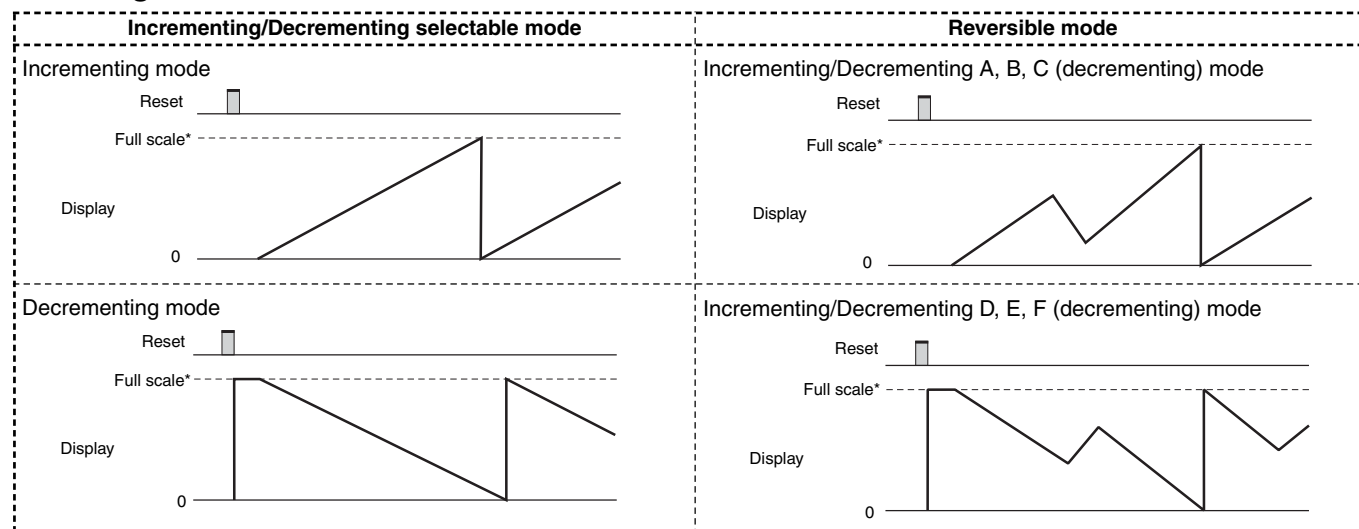 Incrementing/Decrementing selectable mode
Reversible mode
Incrementing mode
Reset
Full scale*
Display
0
Incrementing/Decrementing A, B, C (decrementing) mode
Reset
Full scale*
Display
0
Decrementing mode
Reset
Full scale*
Display
0
Incrementing/Decrementing D, E, F (decrementing) mode
Reset
Full scale*
Display
0